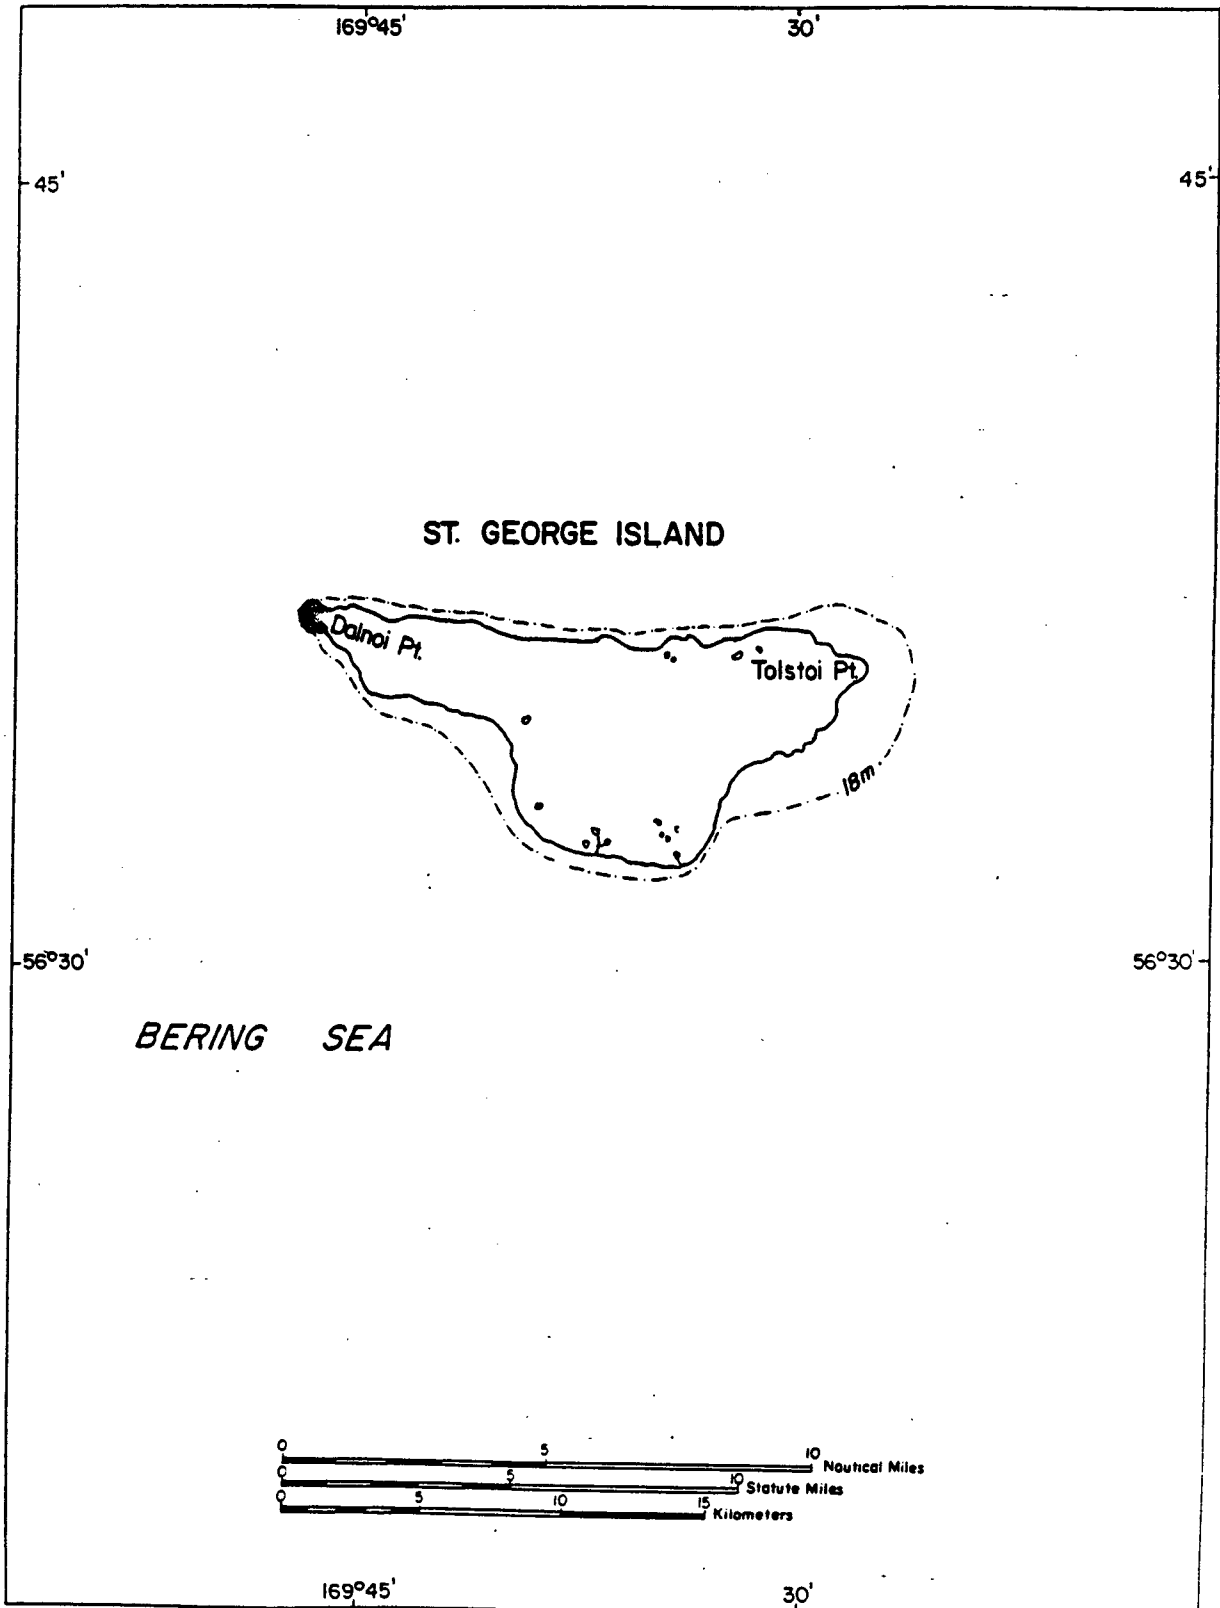 169°45' 30'
45' 45'
ST. GEORGE ISLAND
Dalnoi Pt.
Tolstoi Pt.
18m
56°30' 56°30'
BERING SEA
0 5 10 Nautical Miles
0 5 10 Statute Miles
0 5 10 15 Kilometers
169°45' 30'